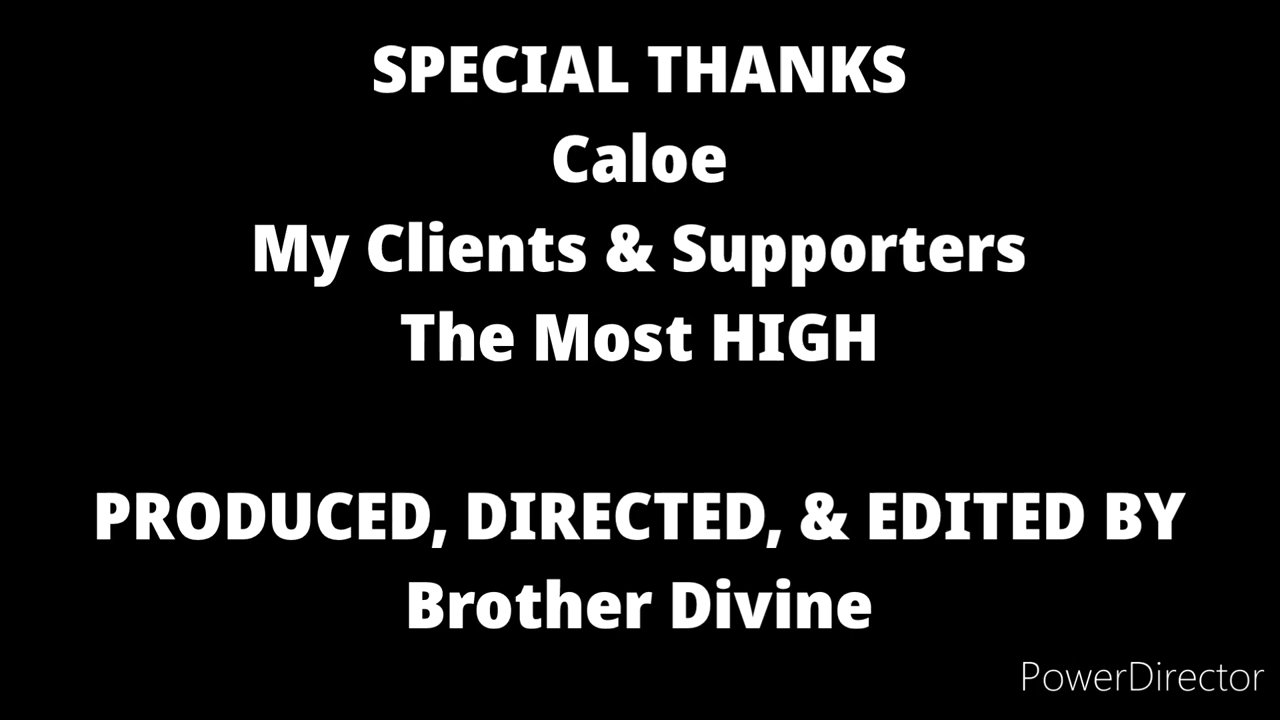 SPECIAL THANKS
Caloe
My Clients & Supporters
The Most HIGH
PRODUCED, DIRECTED, & EDITED BY
Brother Divine
PowerDirector